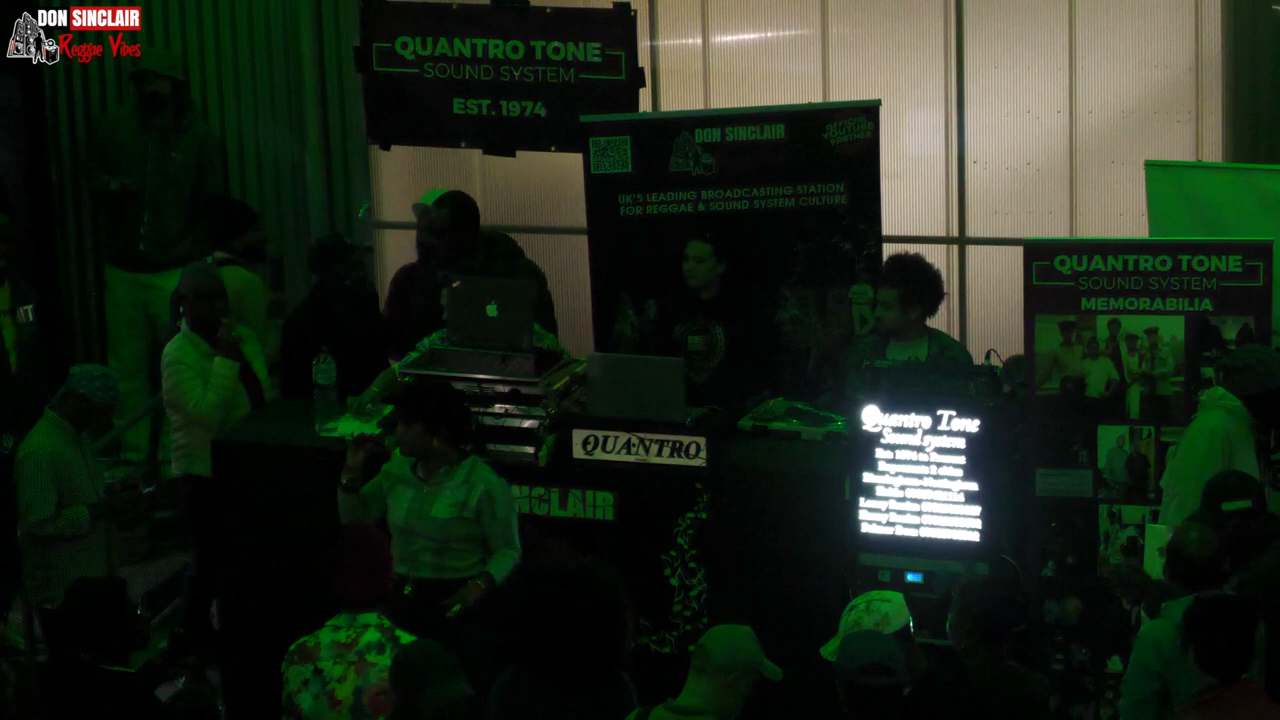 DON SINCLAIR
Reggae Vibes
QUANTRO TONE
SOUND SYSTEM
EST. 1974
DON SINCLAIR
OFFICIAL
YOUTUBE
PARTNER
UK'S LEADING BROADCASTING STATION
FOR REGGAE & SOUND SYSTEM CULTURE
QUANTRO TONE
SOUND SYSTEM
MEMORABILIA
QUANTRO
NCLAIR
Quantro Tone
Sound system